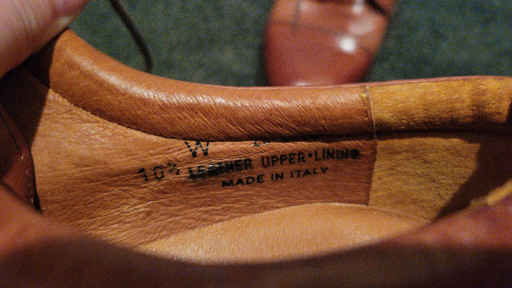 10½ W
LEATHER UPPER•LINING
MADE IN ITALY